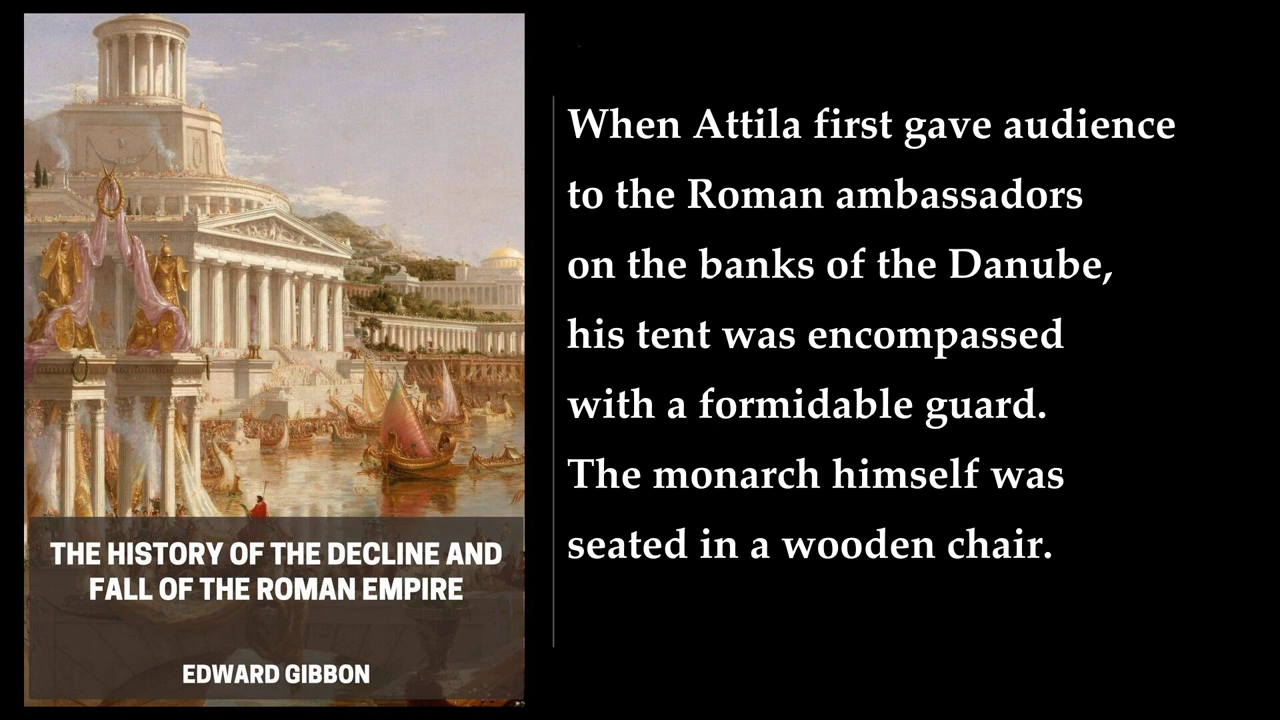 THE HISTORY OF THE DECLINE AND
FALL OF THE ROMAN EMPIRE
EDWARD GIBBON
When Attila first gave audience
to the Roman ambassadors
on the banks of the Danube,
his tent was encompassed
with a formidable guard.
The monarch himself was
seated in a wooden chair.